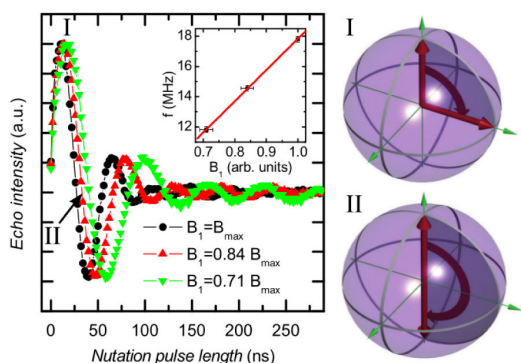 I
II
Echo intensity (a.u.)
0 50 100 150 200 250
Nutation pulse length (ns)
B₁=Bmax
B₁=0.84 Bmax
B₁=0.71 Bmax
f (MHz)
18
16
14
12
0.7 0.8 0.9 1.0
B₁ (arb. units)
I
II